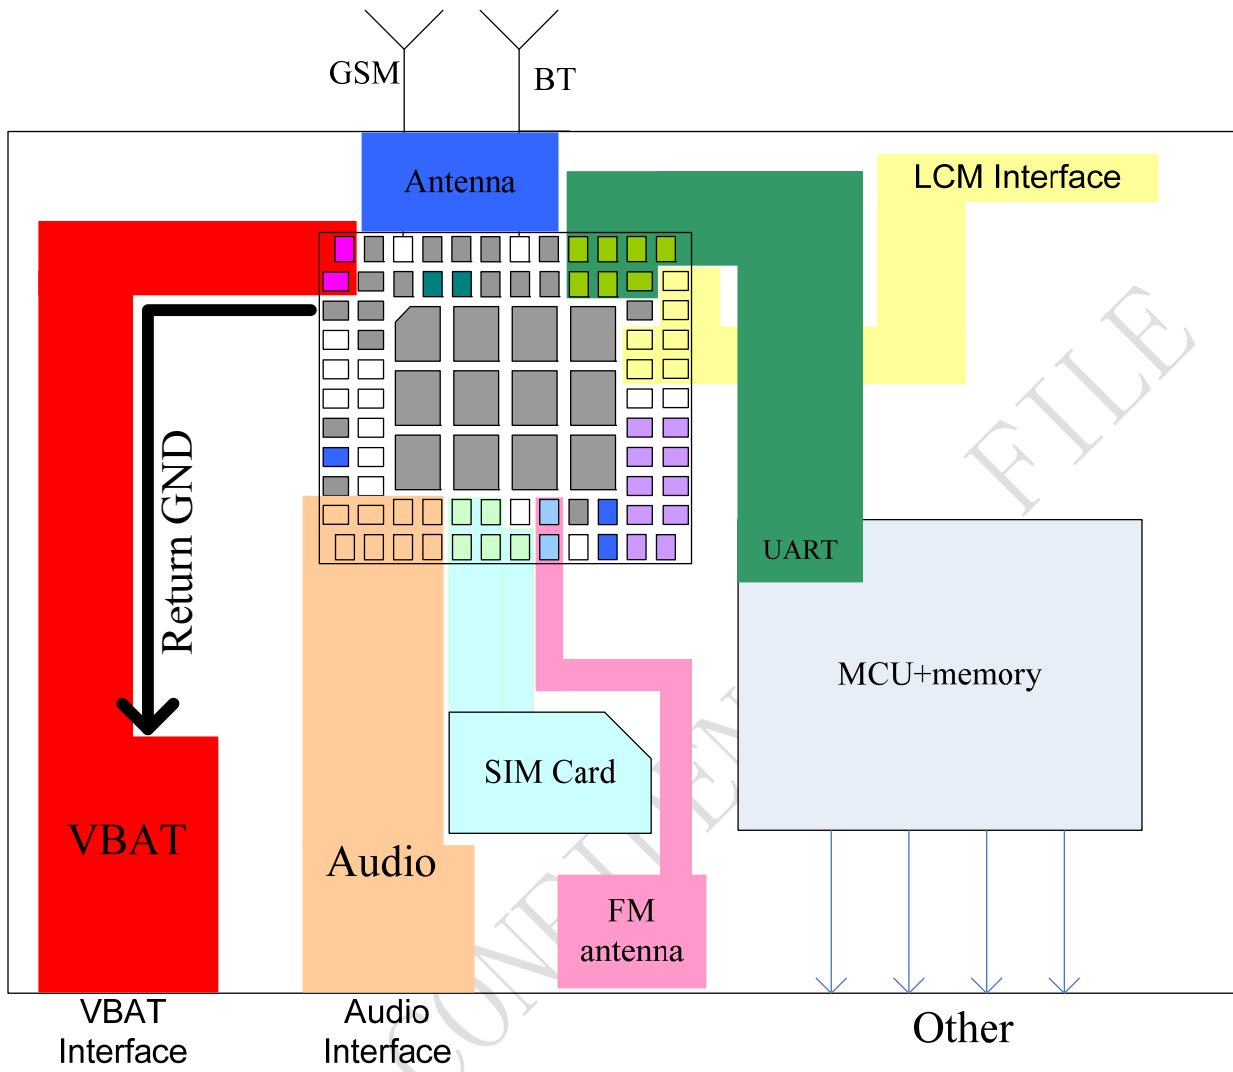 GSM
BT
Antenna
LCM Interface
Return GND
UART
MCU+memory
SIM Card
VBAT
Audio
FM
antenna
VBAT
Interface
Audio
Interface
Other
FILE